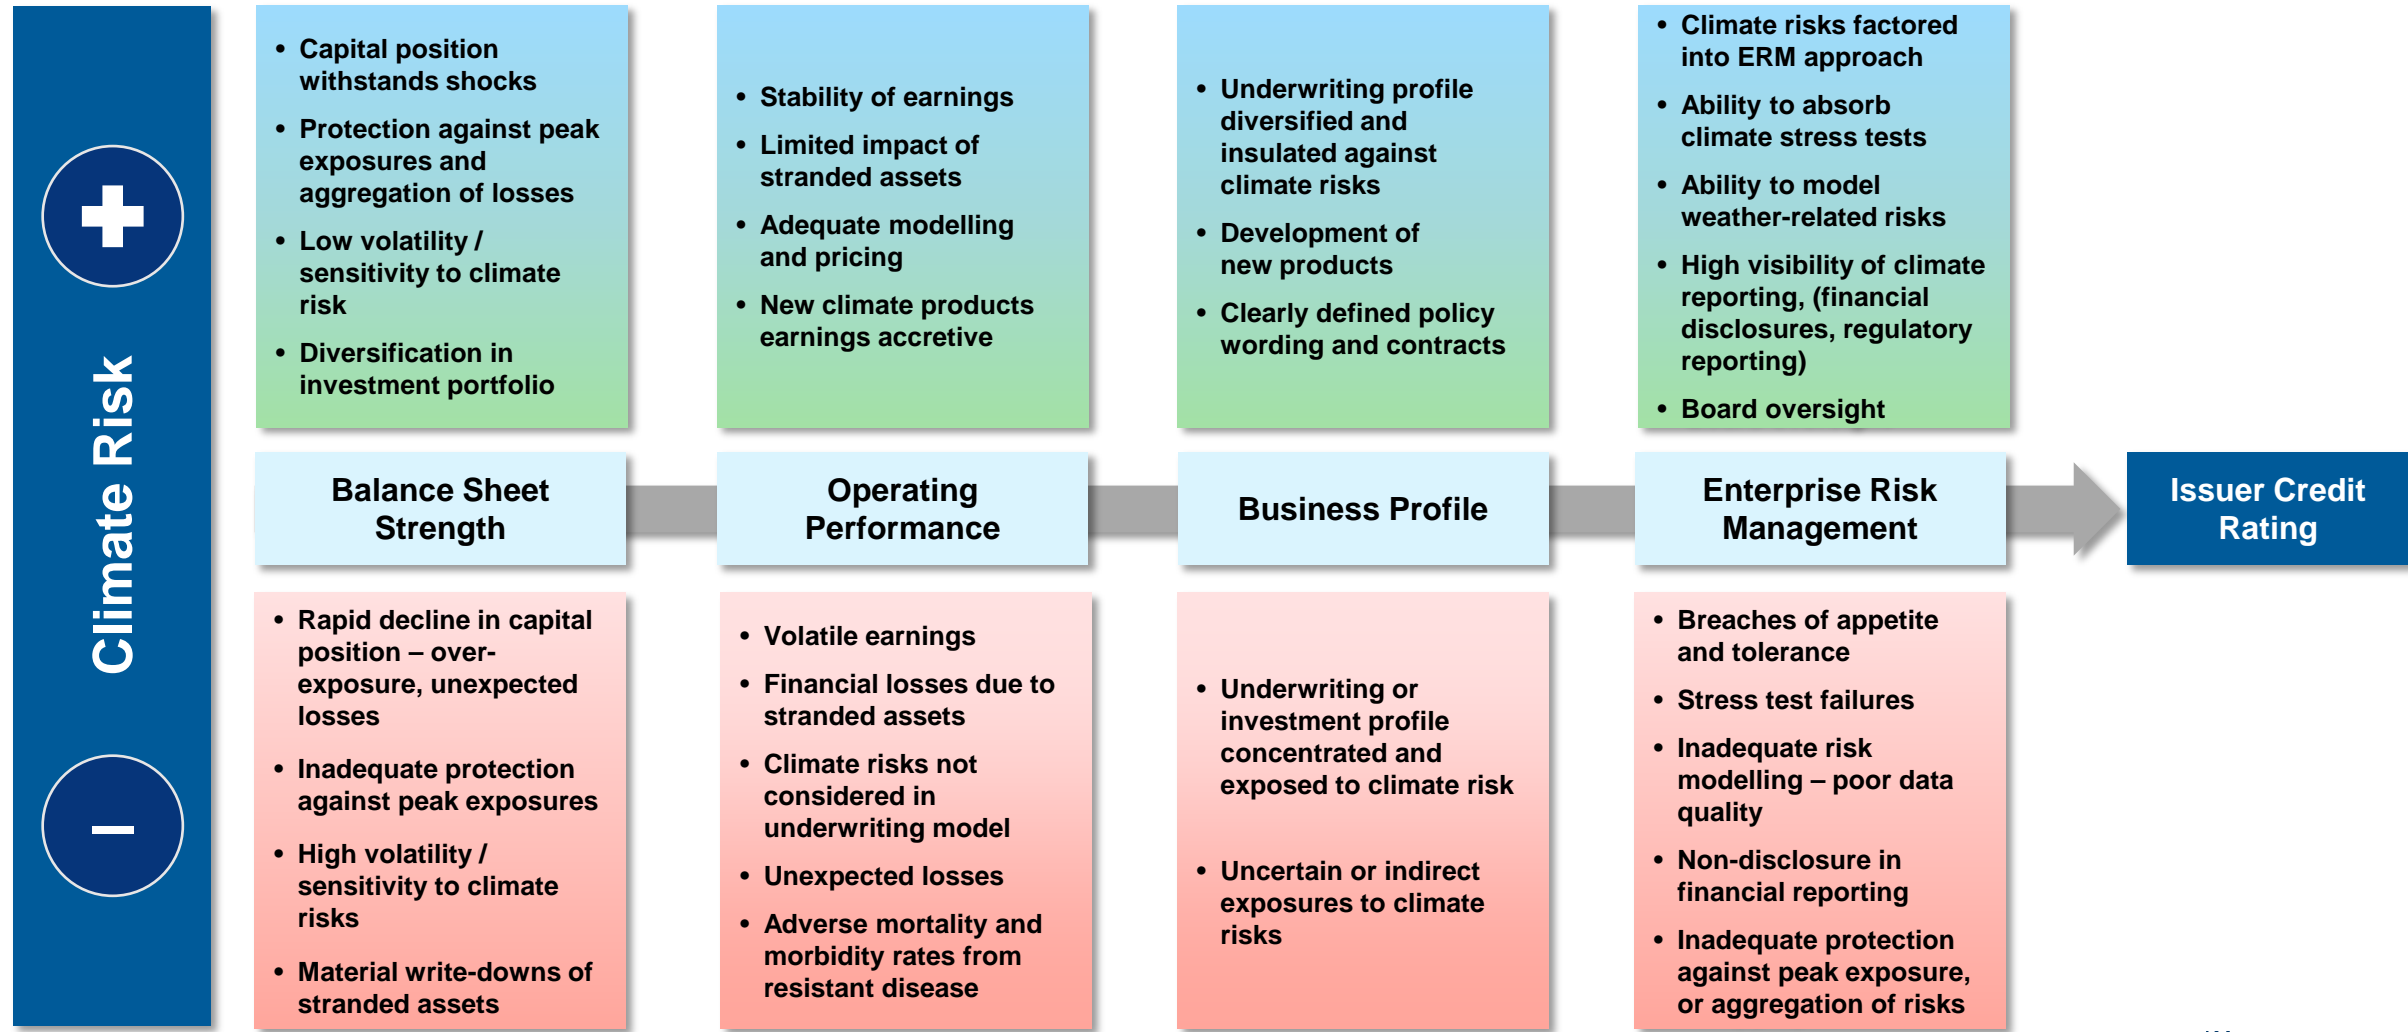 Climate Risk
• Capital position
withstands shocks
• Protection against peak
exposures and
aggregation of losses
• Low volatility /
sensitivity to climate
risk
• Diversification in
investment portfolio
• Stability of earnings
• Limited impact of
stranded assets
• Adequate modelling
and pricing
• New climate products
earnings accretive
• Underwriting profile
diversified and
insulated against
climate risks
• Development of
new products
• Clearly defined policy
wording and contracts
• Climate risks factored
into ERM approach
• Ability to absorb
climate stress tests
• Ability to model
weather-related risks
• High visibility of climate
reporting, (financial
disclosures, regulatory
reporting)
• Board oversight
Balance Sheet
Strength
Operating
Performance
Business Profile
Enterprise Risk
Management
Issuer Credit
Rating
• Rapid decline in capital
position – over-
exposure, unexpected
losses
• Inadequate protection
against peak exposures
• High volatility /
sensitivity to climate
risks
• Material write-downs of
stranded assets
• Volatile earnings
• Financial losses due to
stranded assets
• Climate risks not
considered in
underwriting model
• Unexpected losses
• Adverse mortality and
morbidity rates from
resistant disease
• Underwriting or
investment profile
concentrated and
exposed to climate risk
• Uncertain or indirect
exposures to climate
risks
• Breaches of appetite
and tolerance
• Stress test failures
• Inadequate risk
modelling – poor data
quality
• Non-disclosure in
financial reporting
• Inadequate protection
against peak exposure,
or aggregation of risks